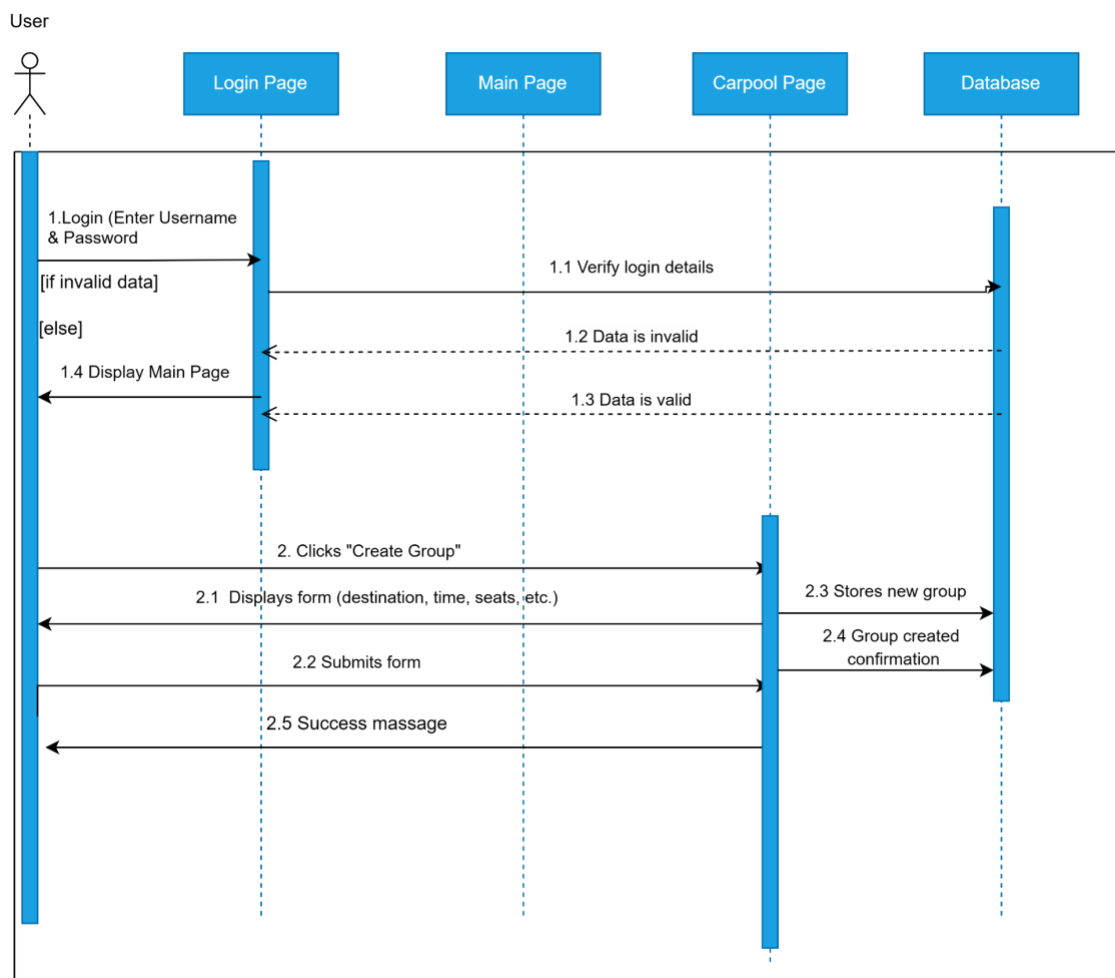 User
Login Page
Main Page
Carpool Page
Database
1.Login (Enter Username
& Password
1.1 Verify login details
[if invalid data]
[else]
1.2 Data is invalid
1.4 Display Main Page
1.3 Data is valid
2. Clicks "Create Group"
2.1 Displays form (destination, time, seats, etc.)
2.3 Stores new group
2.4 Group created
confirmation
2.2 Submits form
2.5 Success massage